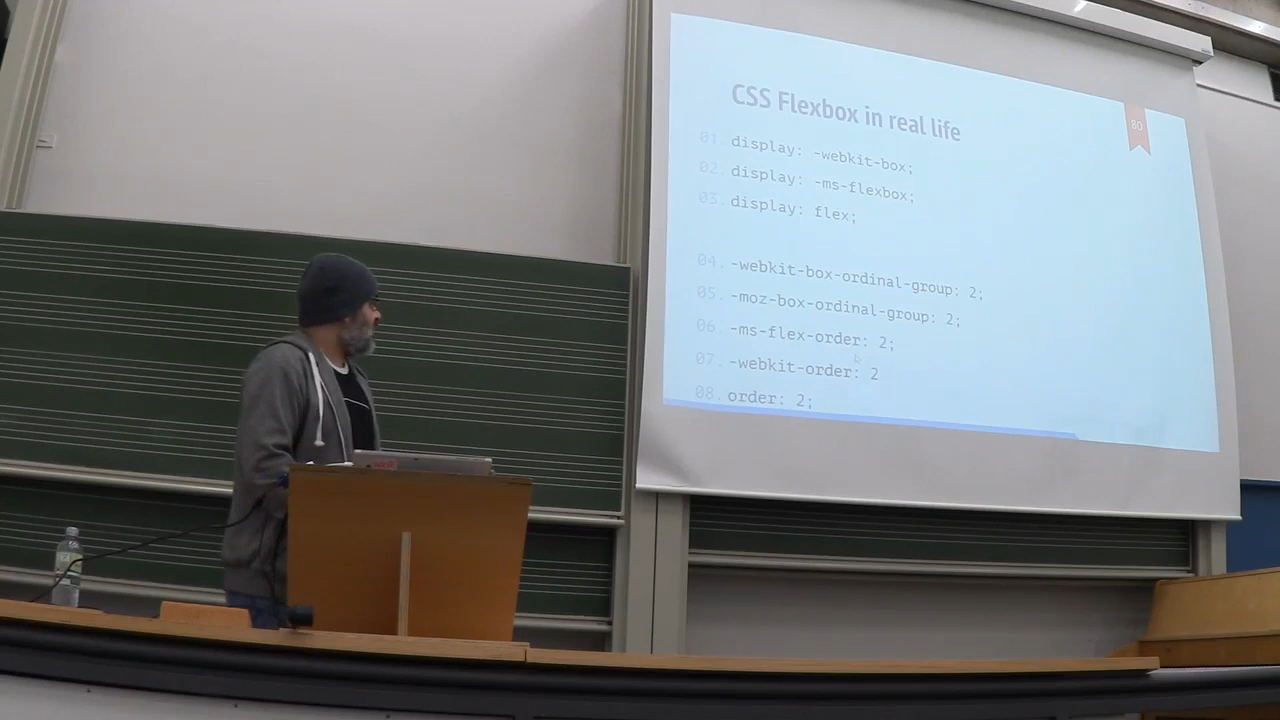 CSS Flexbox in real life
80
01. display: -webkit-box;
02. display: -ms-flexbox;
03. display: flex;
04. -webkit-box-ordinal-group: 2;
05. -moz-box-ordinal-group: 2;
06. -ms-flex-order: 2;
07. -webkit-order: 2
08. order: 2;